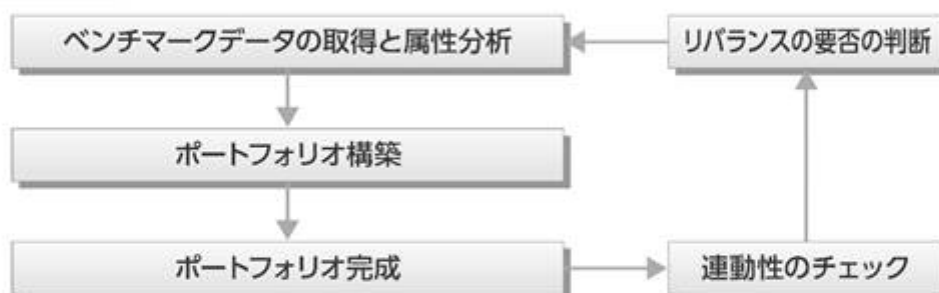 ベンチマークデータの取得と属性分析
リバランスの要否の判断
ポートフォリオ構築
ポートフォリオ完成
連動性のチェック